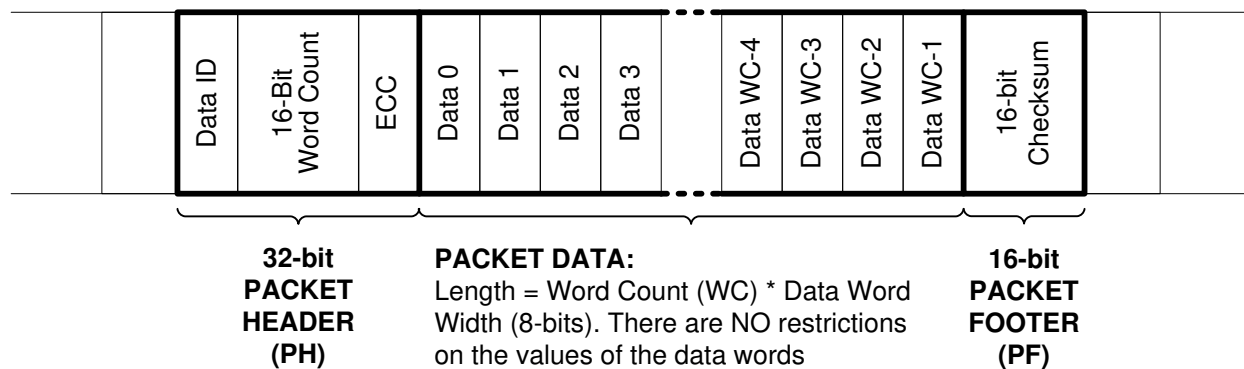 Data ID
16-Bit
Word Count
ECC
Data 0
Data 1
Data 2
Data 3
Data WC-4
Data WC-3
Data WC-2
Data WC-1
16-bit
Checksum
32-bit
PACKET
HEADER
(PH)
PACKET DATA:
Length = Word Count (WC) * Data Word
Width (8-bits). There are NO restrictions
on the values of the data words
16-bit
PACKET
FOOTER
(PF)